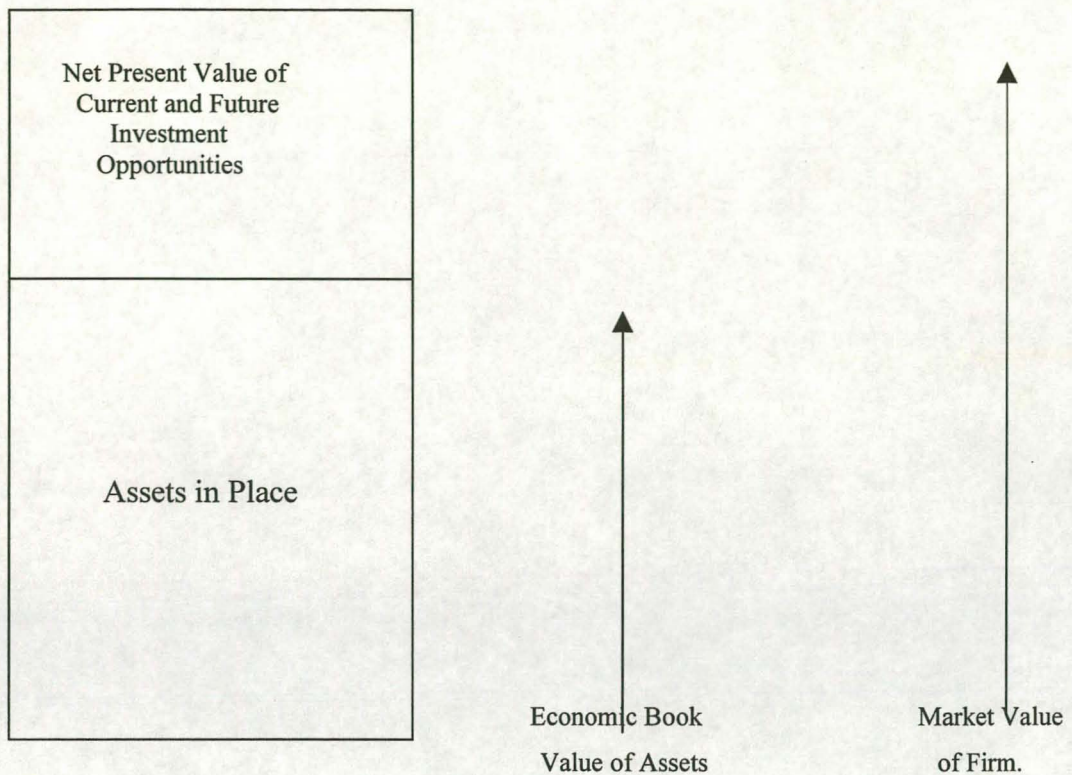 Net Present Value of
Current and Future
Investment
Opportunities
Assets in Place
Economic Book
Value of Assets
Market Value
of Firm.